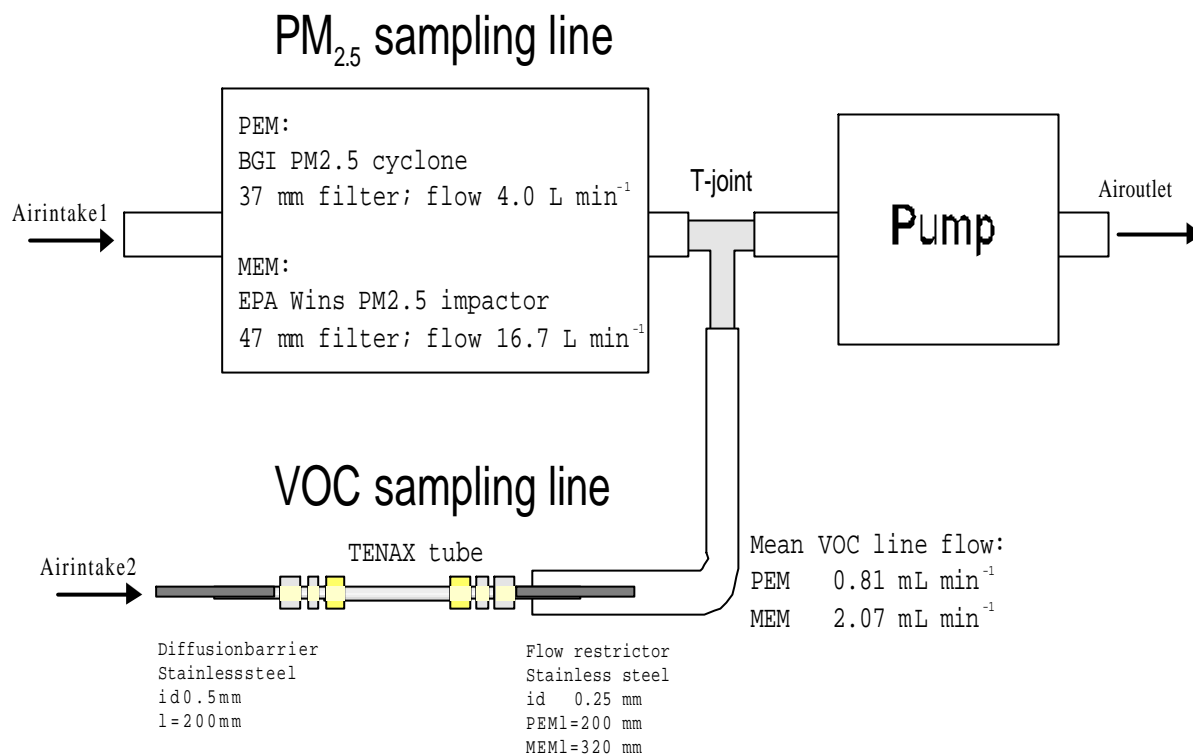 PM2.5 sampling line
PEM:
BGI PM2.5 cyclone
37 mm filter; flow 4.0 L min-1
MEM:
EPA Wins PM2.5 impactor
47 mm filter; flow 16.7 L min-1
Airintake1
T-joint
Pump
Airoutlet
VOC sampling line
TENAX tube
Airintake2
Diffusionbarrier
Stainlesssteel
id0.5mm
l=200mm
Flow restrictor
Stainless steel
id 0.25 mm
PEMl=200 mm
MEMl=320 mm
Mean VOC line flow:
PEM 0.81 mL min-1
MEM 2.07 mL min-1